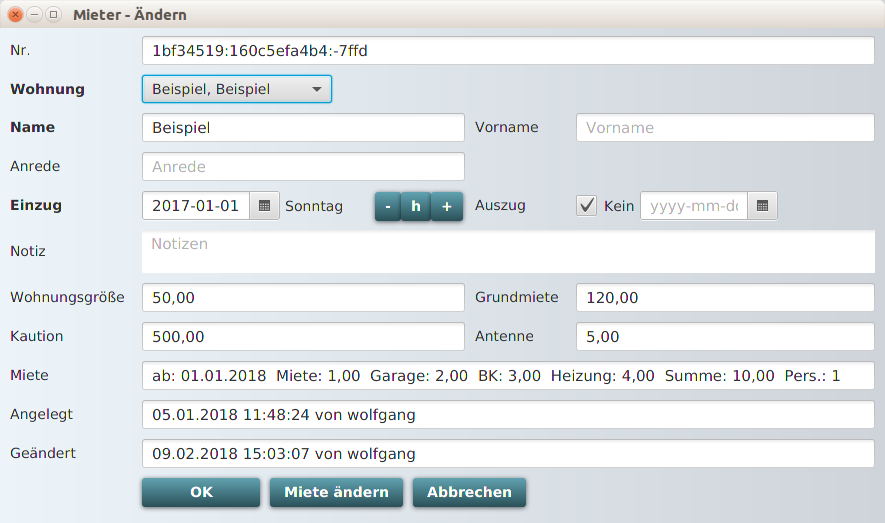 Mieter - Ändern
Nr. 1bf34519:160c5efa4b4:-7ffd
Wohnung Beispiel, Beispiel
Name Beispiel Vorname Vorname
Anrede Anrede
Einzug 2017-01-01 Sonntag - h + Auszug Kein yyyy-mm-dd
Notiz Notizen
Wohnungsgröße 50,00 Grundmiete 120,00
Kaution 500,00 Antenne 5,00
Miete ab: 01.01.2018 Miete: 1,00 Garage: 2,00 BK: 3,00 Heizung: 4,00 Summe: 10,00 Pers.: 1
Angelegt 05.01.2018 11:48:24 von wolfgang
Geändert 09.02.2018 15:03:07 von wolfgang
OK Miete ändern Abbrechen